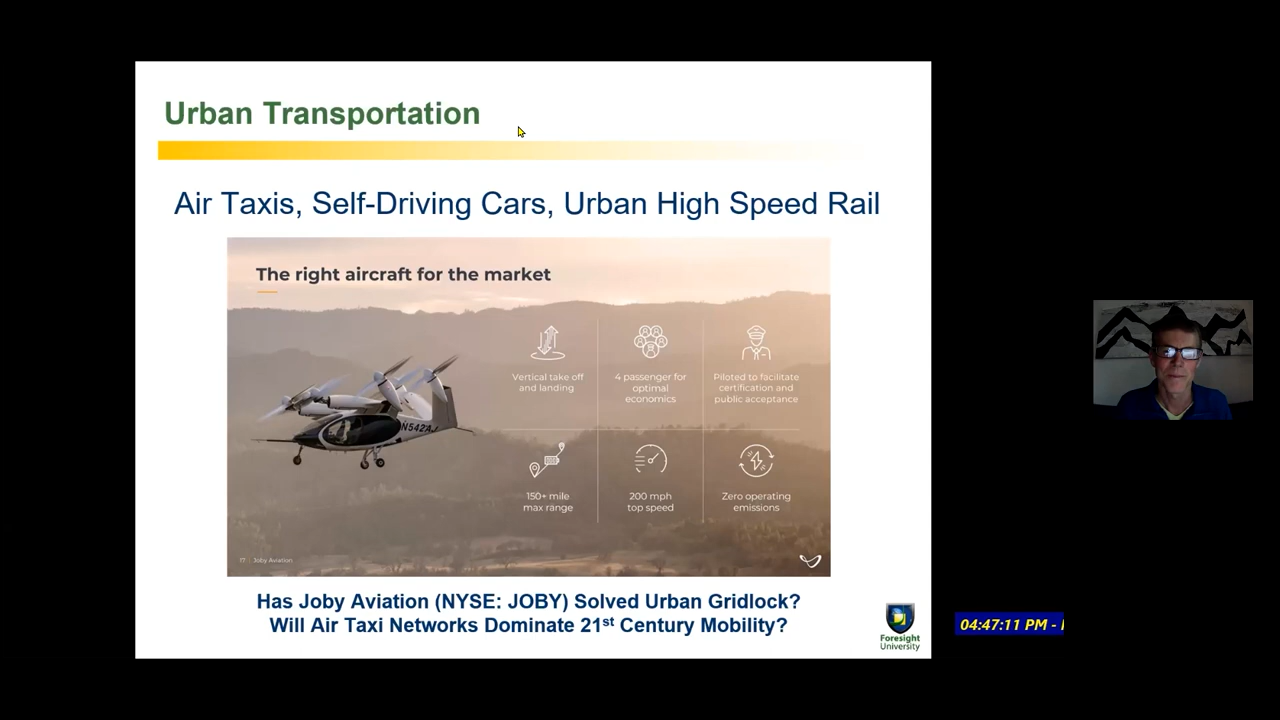 Urban Transportation
Air Taxis, Self-Driving Cars, Urban High Speed Rail
The right aircraft for the market
Vertical take off
and landing
4 passenger for
optimal
economics
Piloted to facilitate
certification and
public acceptance
N542AJ
150+ mile
max range
200 mph
top speed
Zero operating
emissions
17 Joby Aviation
Has Joby Aviation (NYSE: JOBY) Solved Urban Gridlock?
Will Air Taxi Networks Dominate 21st Century Mobility?
Foresight
University
04:47:11 PM -